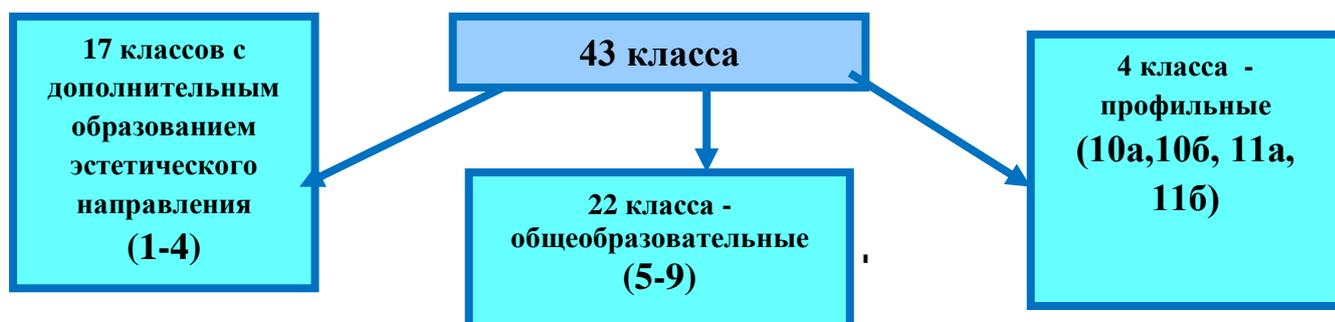 43 класса
17 классов с
дополнительным
образованием
эстетического
направления
(1-4)
22 класса -
общеобразовательные
(5-9)
4 класса -
профильные
(10а,10б, 11а,
11б)